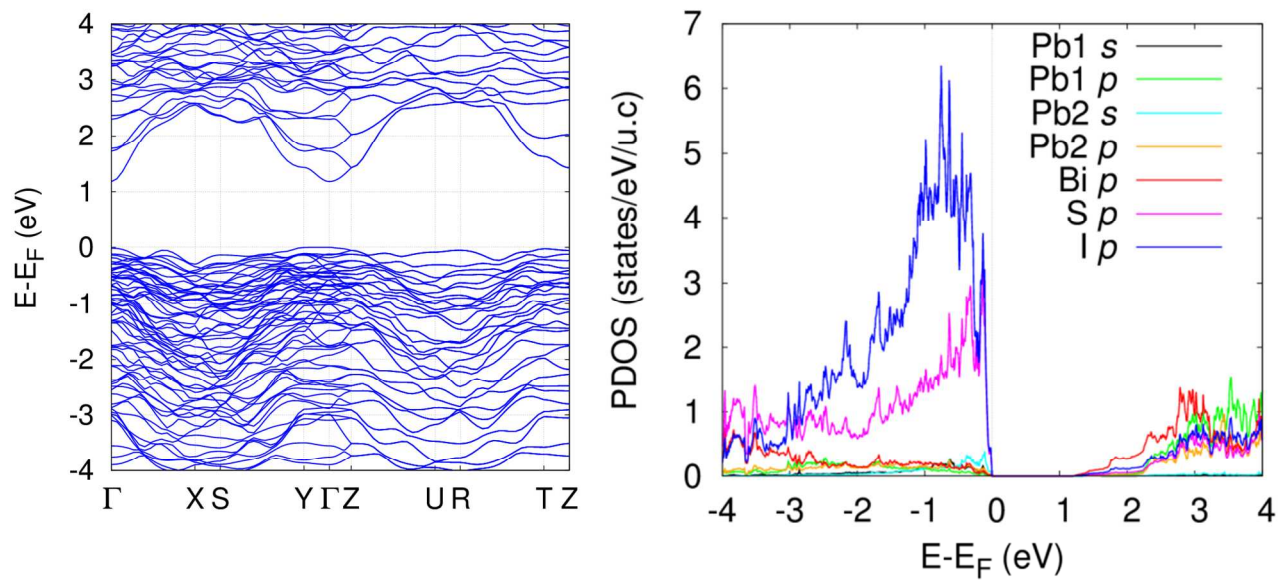 4
3
2
1
0
-1
-2
-3
-4
E-E_F (eV)
Γ X S Y Γ Z U R T Z
7
6
5
4
3
2
1
0
PDOS (states/eV/u.c)
Pb1 s
Pb1 p
Pb2 s
Pb2 p
Bi p
S p
I p
-4 -3 -2 -1 0 1 2 3 4
E-E_F (eV)